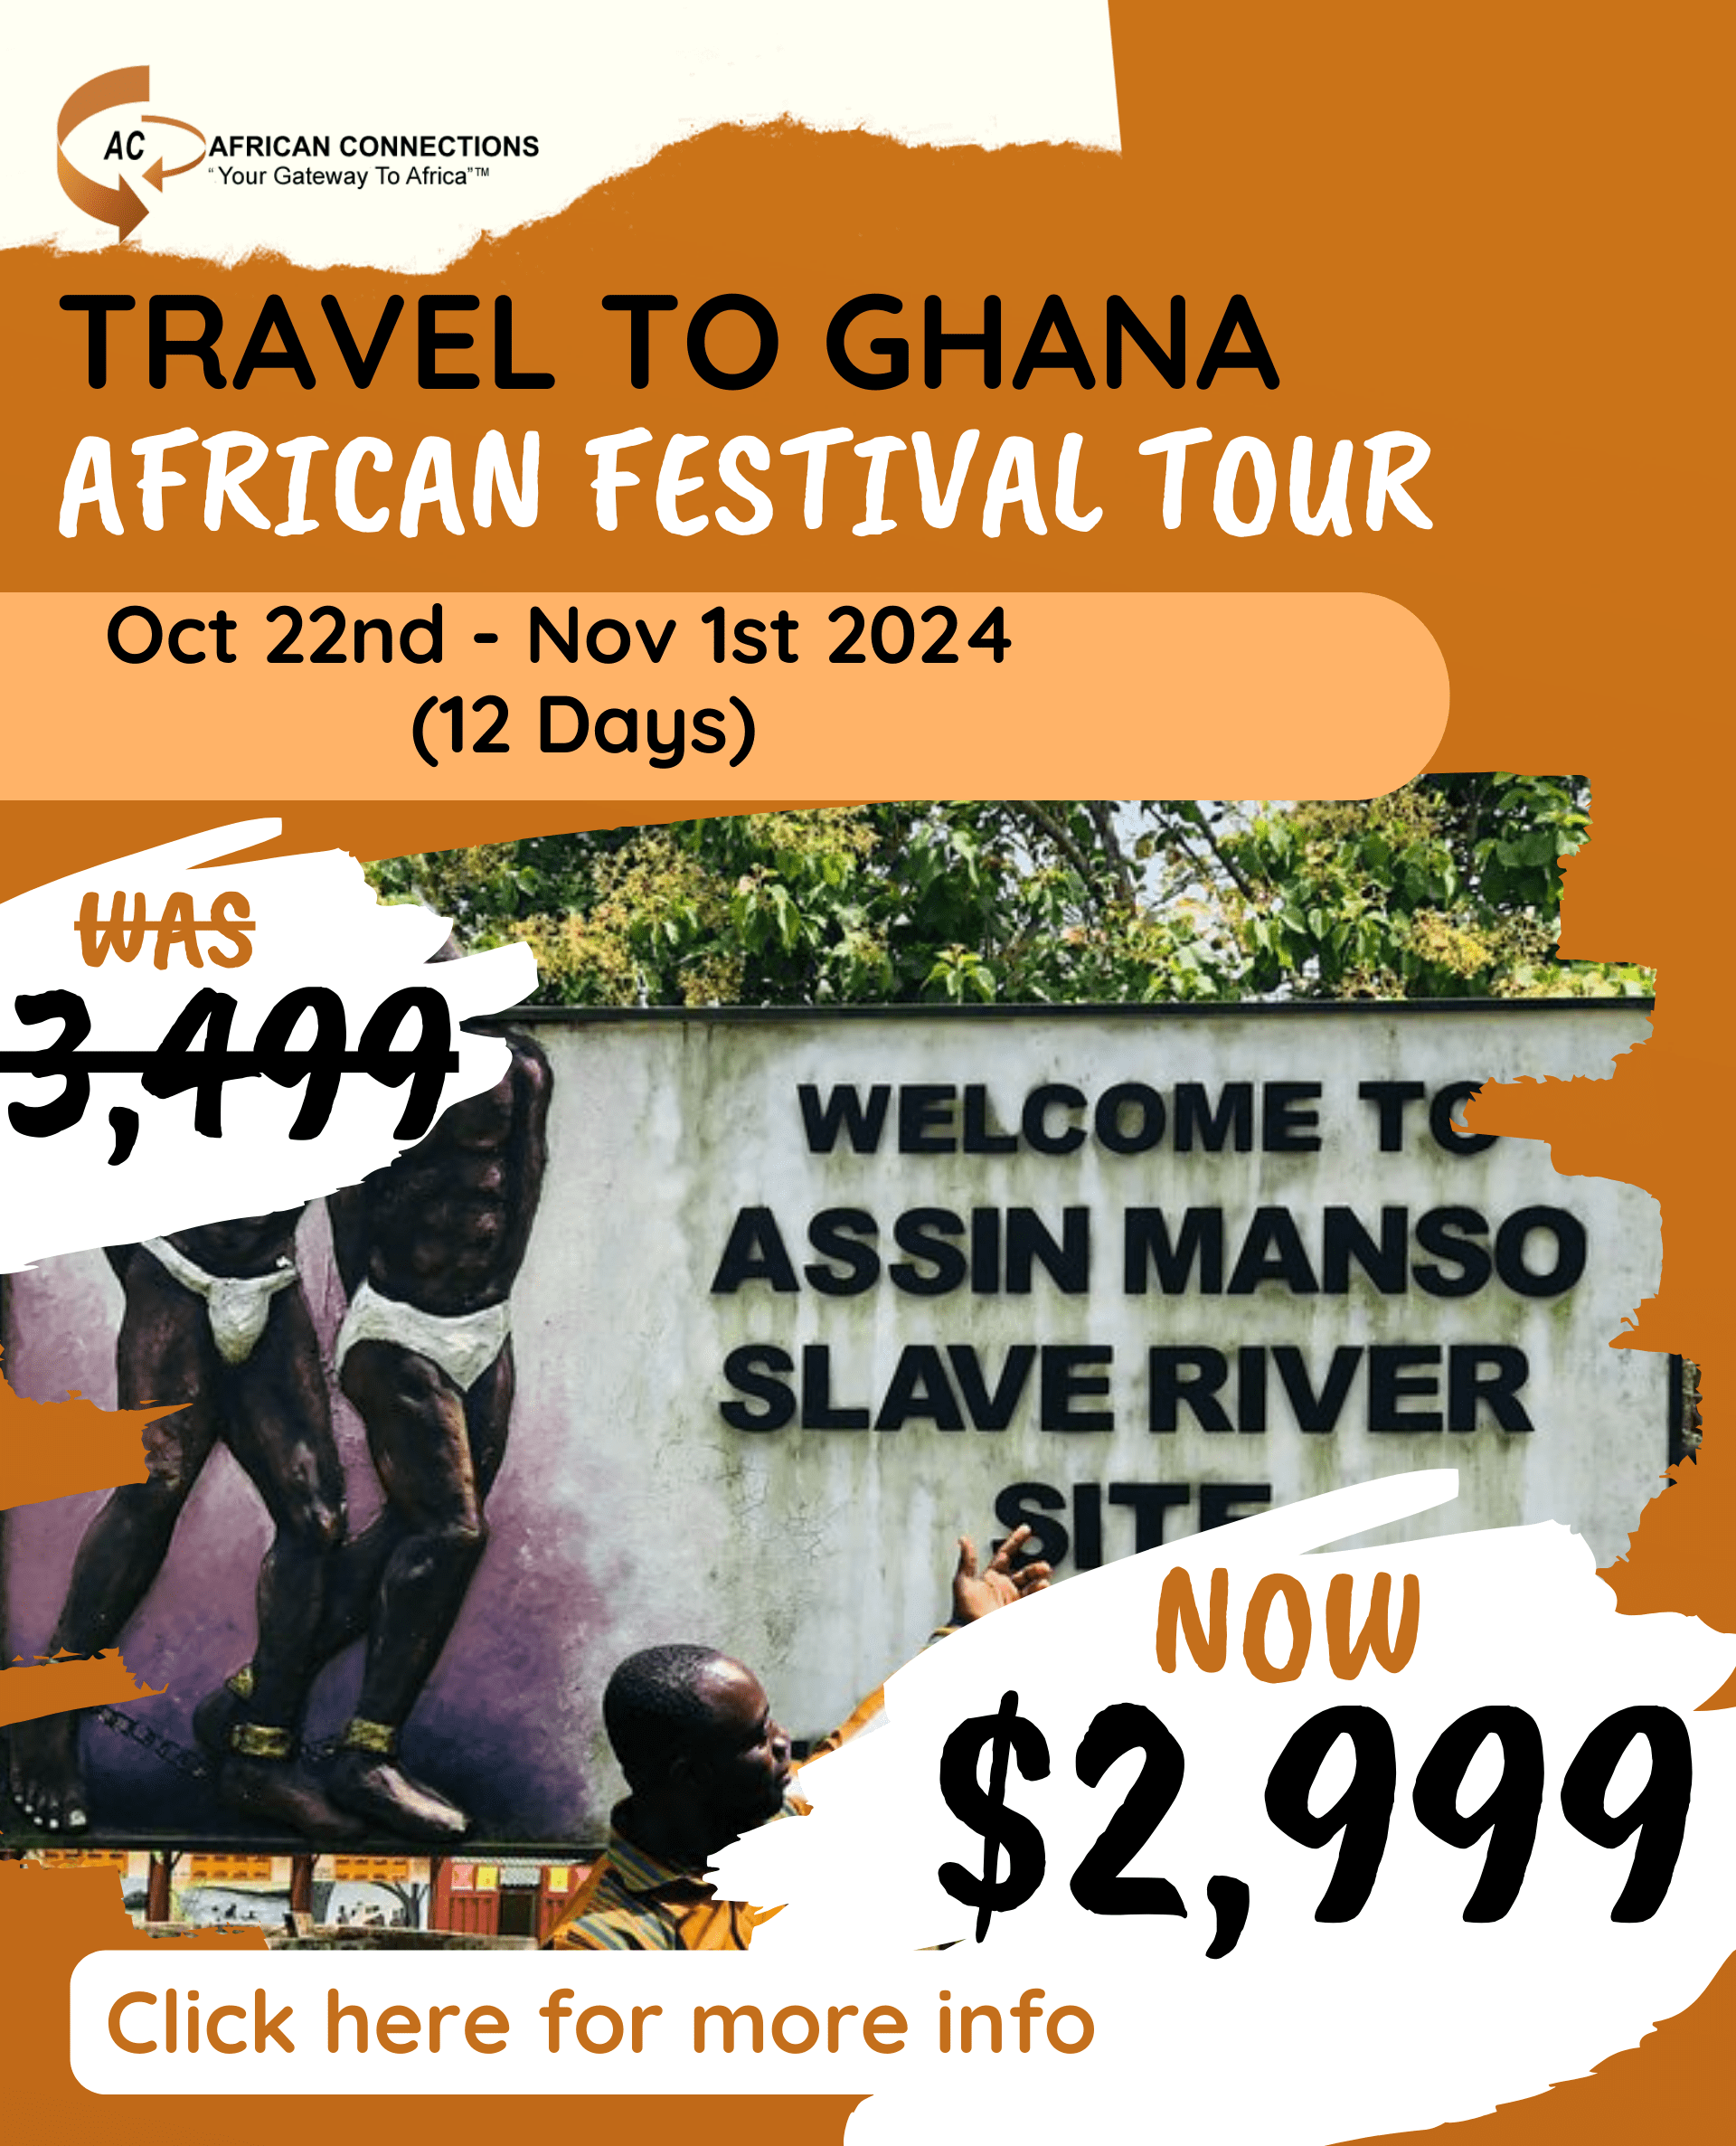 AC
AFRICAN CONNECTIONS
"Your Gateway To Africa"™
TRAVEL TO GHANA
AFRICAN FESTIVAL TOUR
Oct 22nd - Nov 1st 2024
(12 Days)
WAS
3,499
WELCOME TO
ASSIN MANSO
SLAVE RIVER
SITE
NOW
$2,999
Click here for more info